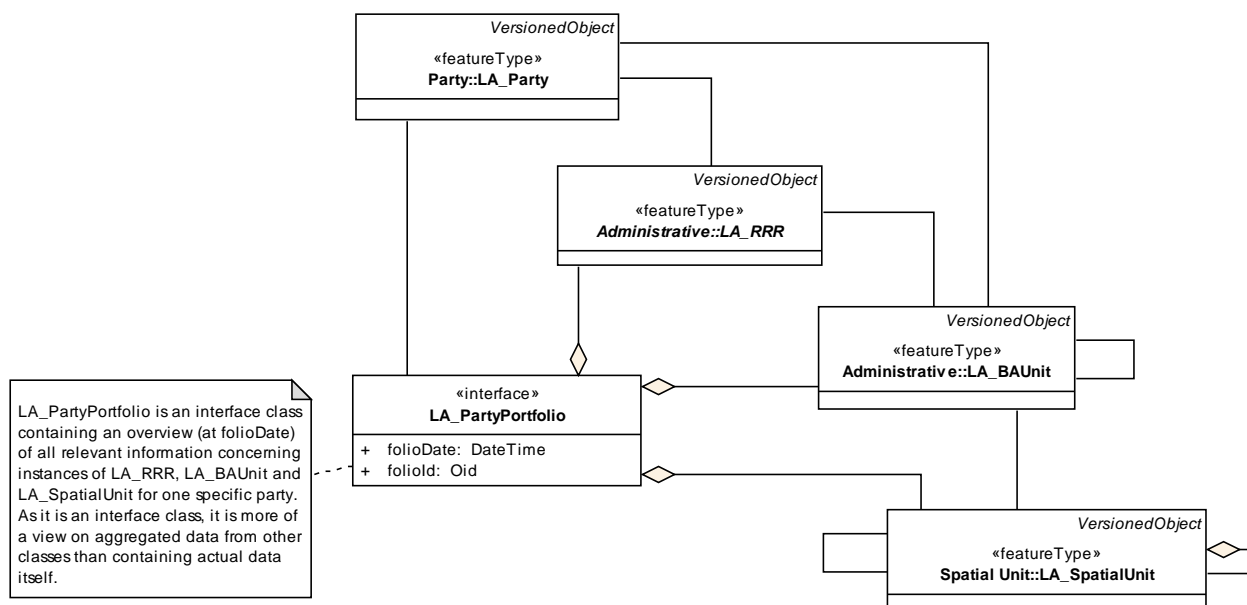 VersionedObject
«featureType»
Party::LA_Party
VersionedObject
«featureType»
Administrative::LA_RRR
VersionedObject
«featureType»
Administrative::LA_BAUnit
«interface»
LA_PartyPortfolio
+ folioDate: DateTime
+ folioId: Oid
LA_PartyPortfolio is an interface class
containing an overview (at folioDate)
of all relevant information concerning
instances of LA_RRR, LA_BAUnit and
LA_SpatialUnit for one specific party.
As it is an interface class, it is more of
a view on aggregated data from other
classes than containing actual data
itself.
VersionedObject
«featureType»
Spatial Unit::LA_SpatialUnit